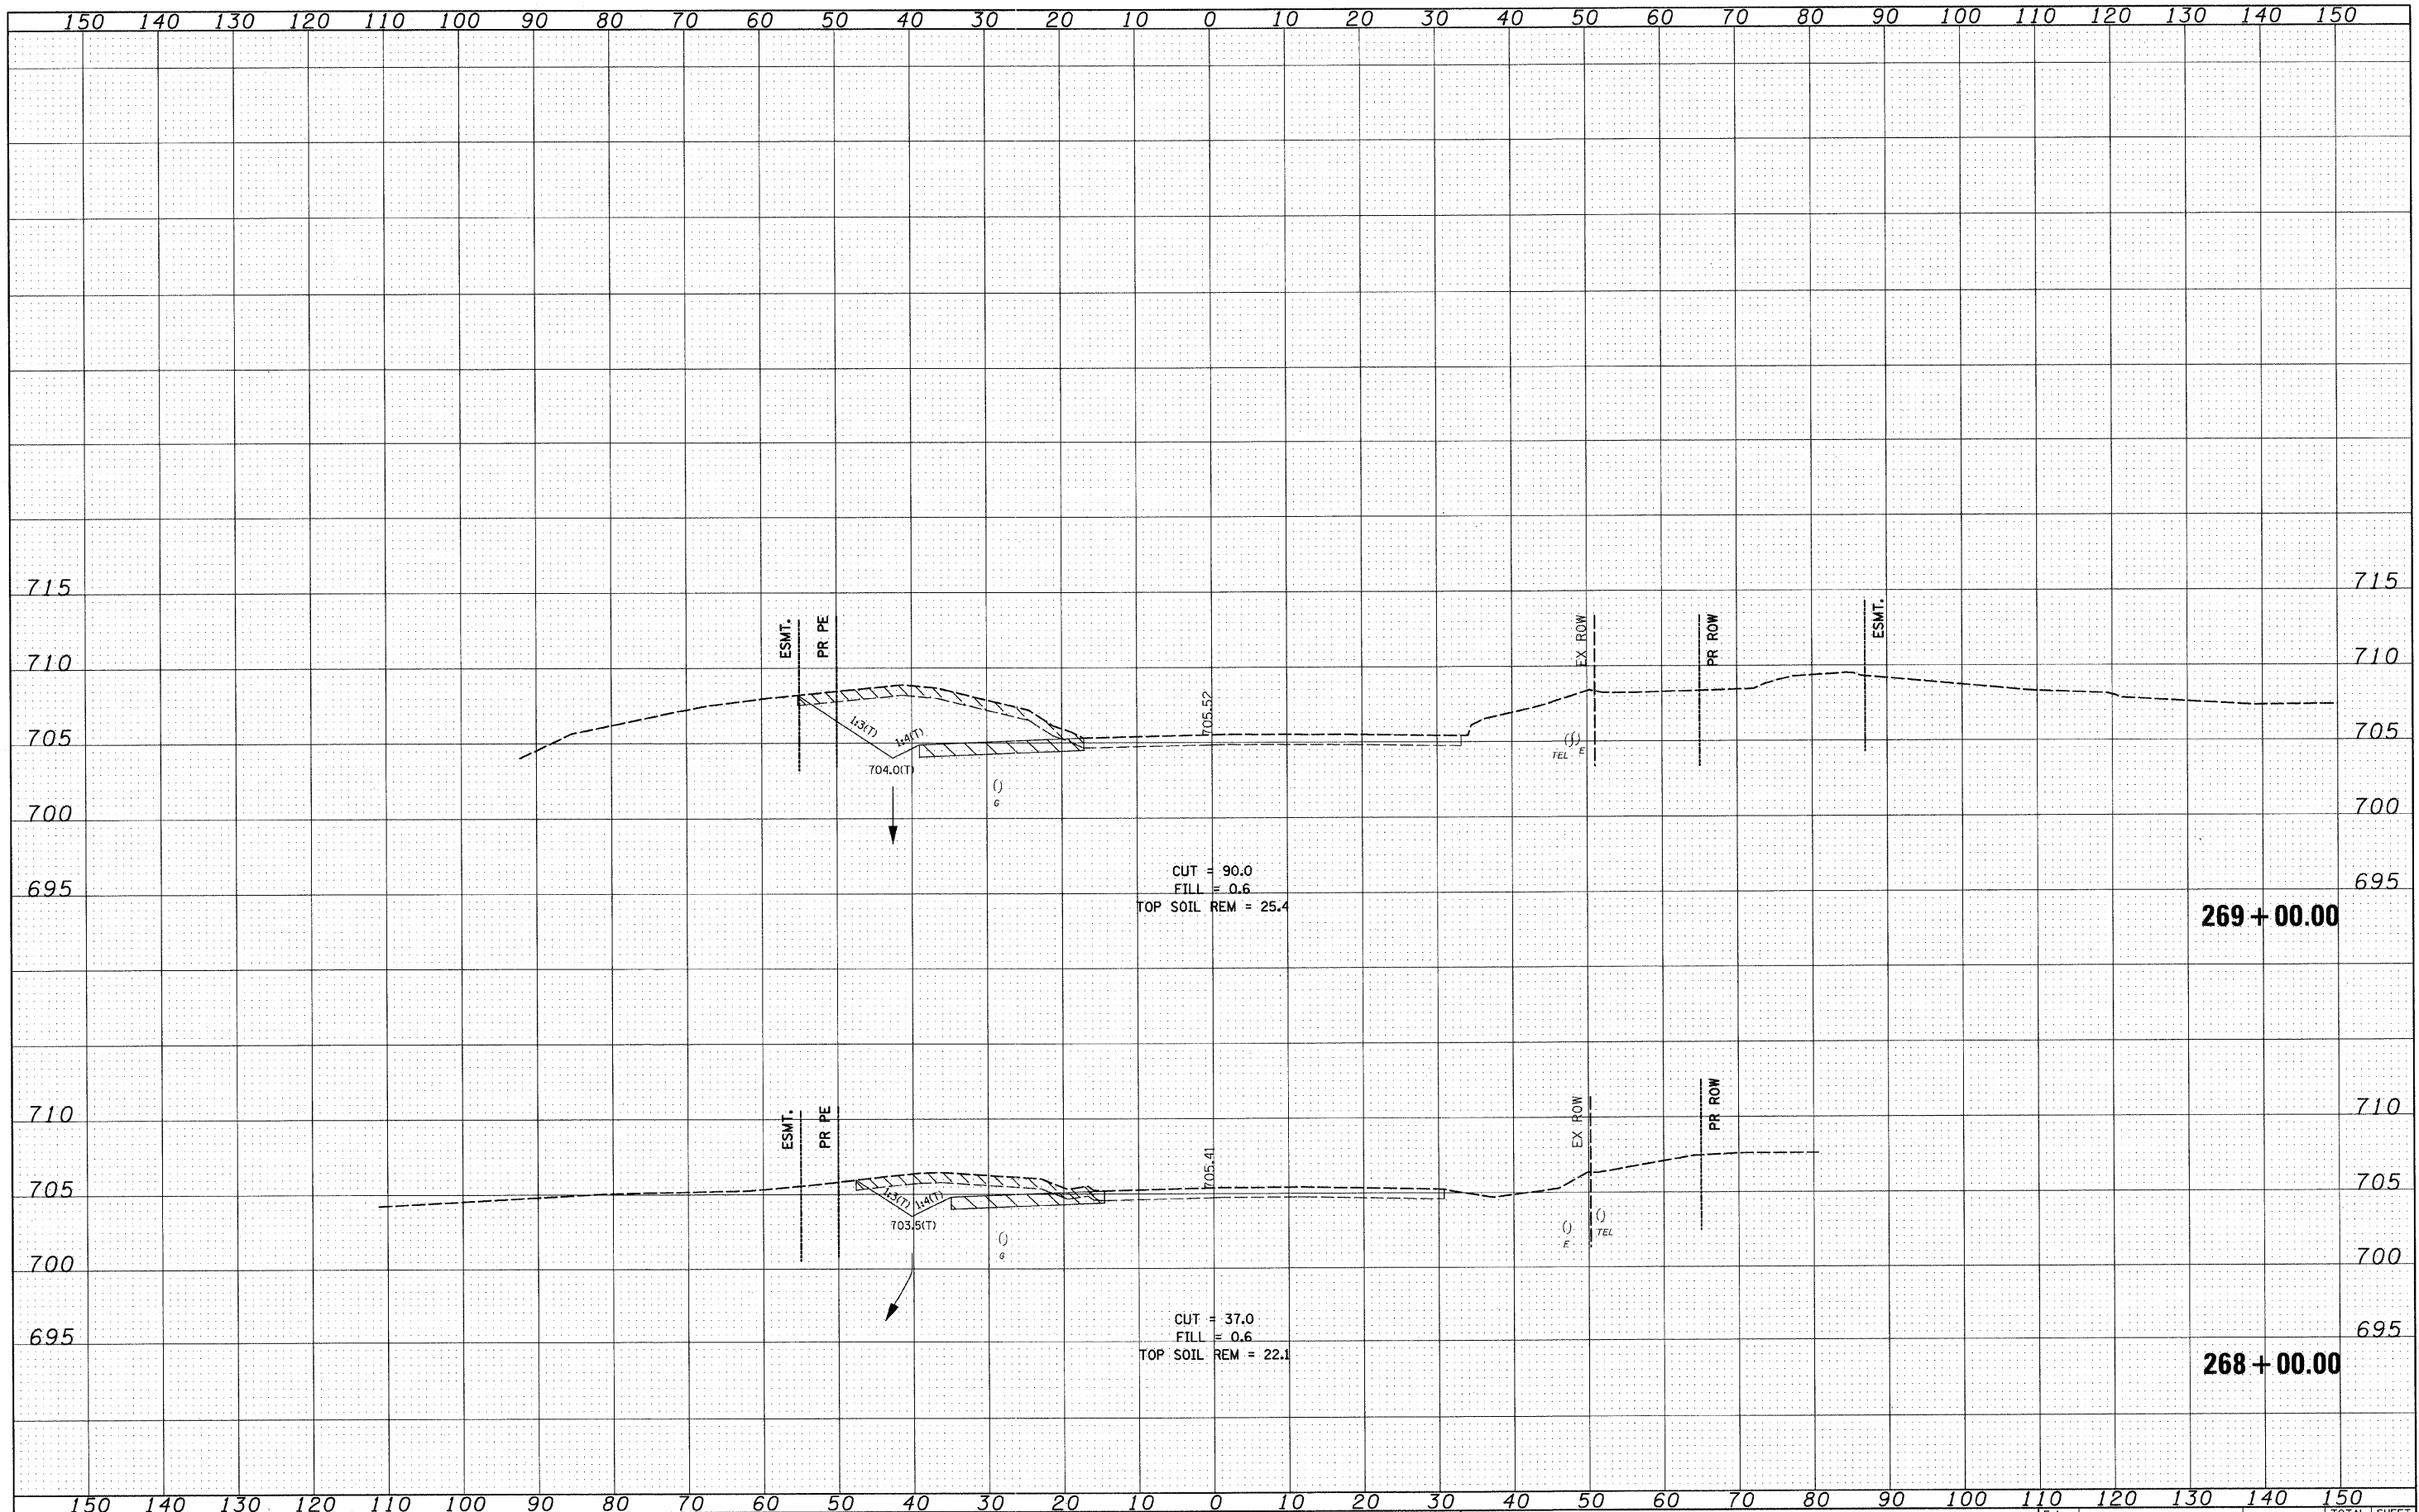 150 140 130 120 110 100 90 80 70 60 50 40 30 20 10 0 10 20 30 40 50 60 70 80 90 100 110 120 130 140 150
715 715
ESMT. PR PE EX ROW PR ROW ESMT.
710 710
705.52
1:3(T) 1:4(T)
705 705
TEL E
704.0(T)
G
700 700
CUT = 90.0
695 695
FILL = 0.6
TOP SOIL REM = 25.4
269+00.00
710 710
ESMT. PR PE EX ROW PR ROW
705.41
705 705
1:3(T) 1:4(T)
703.5(T)
G
E TEL
700 700
CUT = 37.0
695 695
FILL = 0.6
TOP SOIL REM = 22.1
268+00.00
150 140 130 120 110 100 90 80 70 60 50 40 30 20 10 0 10 20 30 40 50 60 70 80 90 100 110 120 130 140 150
TOTAL SHEET